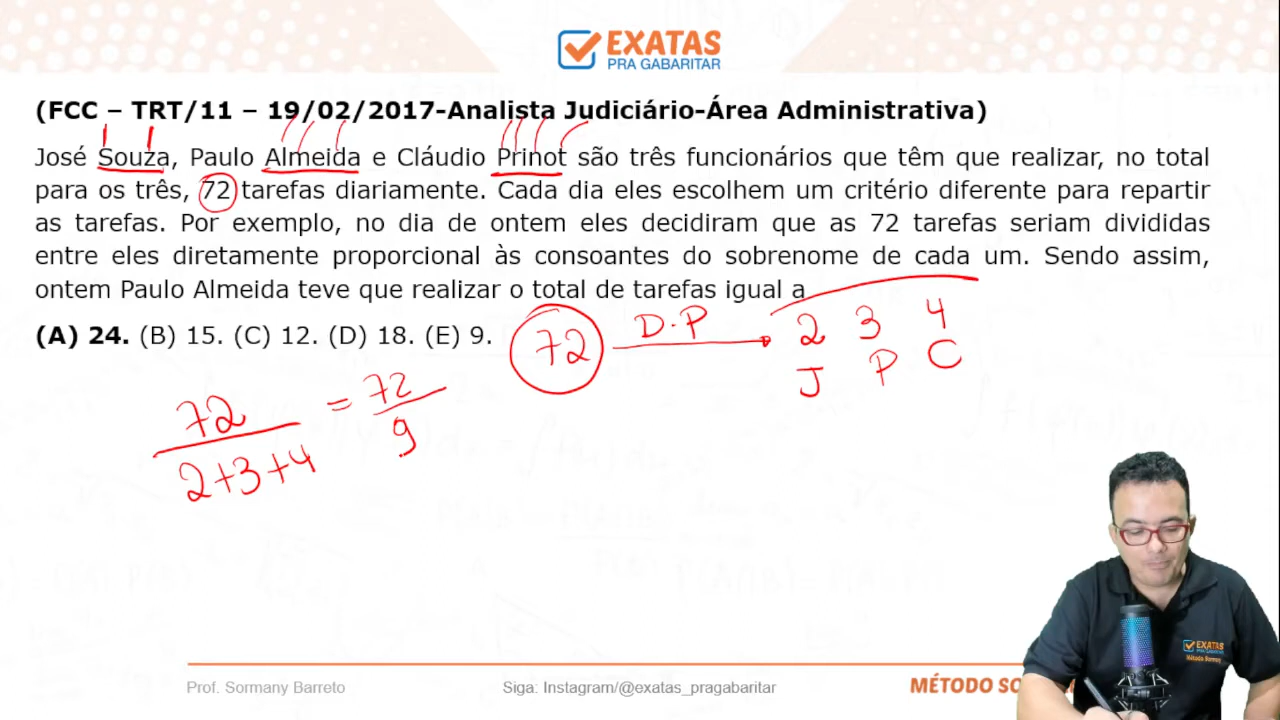 EXATAS
PRA GABARITAR
(FCC – TRT/11 – 19/02/2017-Analista Judiciário-Área Administrativa)
José Souza, Paulo Almeida e Cláudio Prinot são três funcionários que têm que realizar, no total
para os três, 72 tarefas diariamente. Cada dia eles escolhem um critério diferente para repartir
as tarefas. Por exemplo, no dia de ontem eles decidiram que as 72 tarefas seriam divididas
entre eles diretamente proporcional às consoantes do sobrenome de cada um. Sendo assim,
ontem Paulo Almeida teve que realizar o total de tarefas igual a
(A) 24. (B) 15. (C) 12. (D) 18. (E) 9.
72 D.P 2 3 4
J P C
72 = 72
2+3+4 9
EXATAS
PRA GABARITAR
Método Sormany
Prof. Sormany Barreto
Siga: Instagram/@exatas_pragabaritar
MÉTODO SO